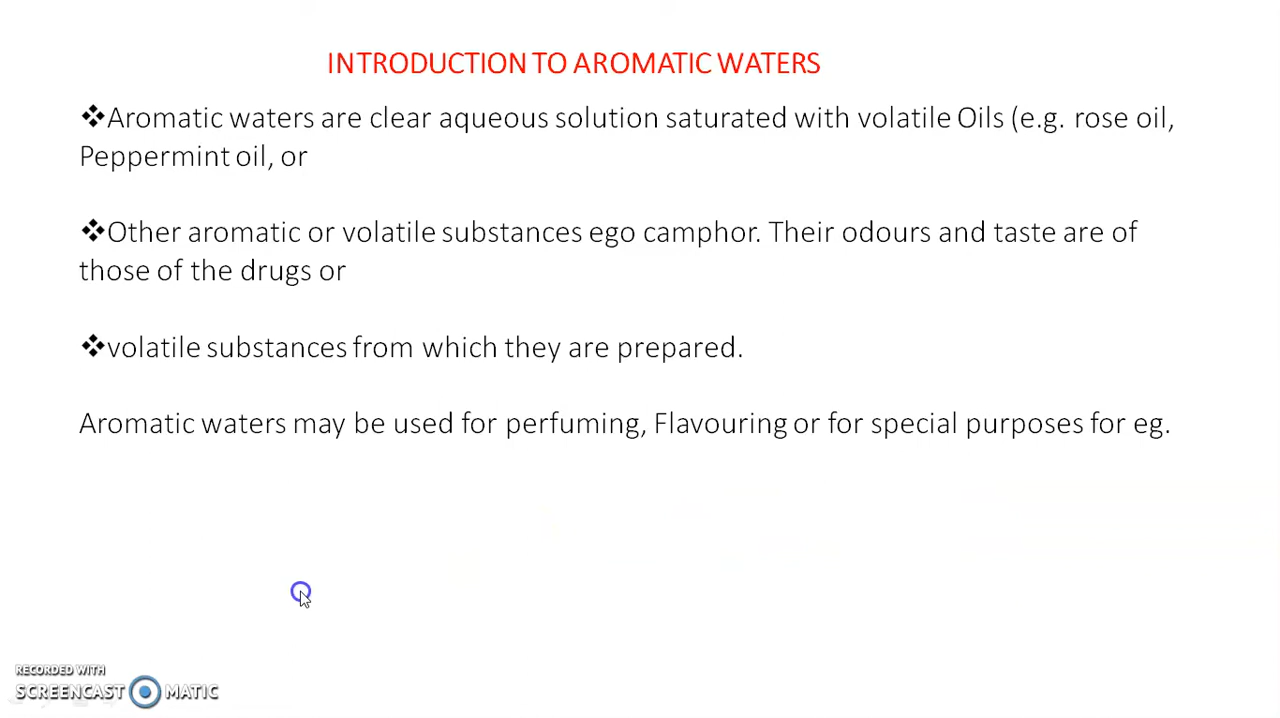 INTRODUCTION TO AROMATIC WATERS
❖Aromatic waters are clear aqueous solution saturated with volatile Oils (e.g. rose oil,
Peppermint oil, or
❖Other aromatic or volatile substances ego camphor. Their odours and taste are of
those of the drugs or
❖volatile substances from which they are prepared.
Aromatic waters may be used for perfuming, Flavouring or for special purposes for eg.
RECORDED WITH
SCREENCAST MATIC